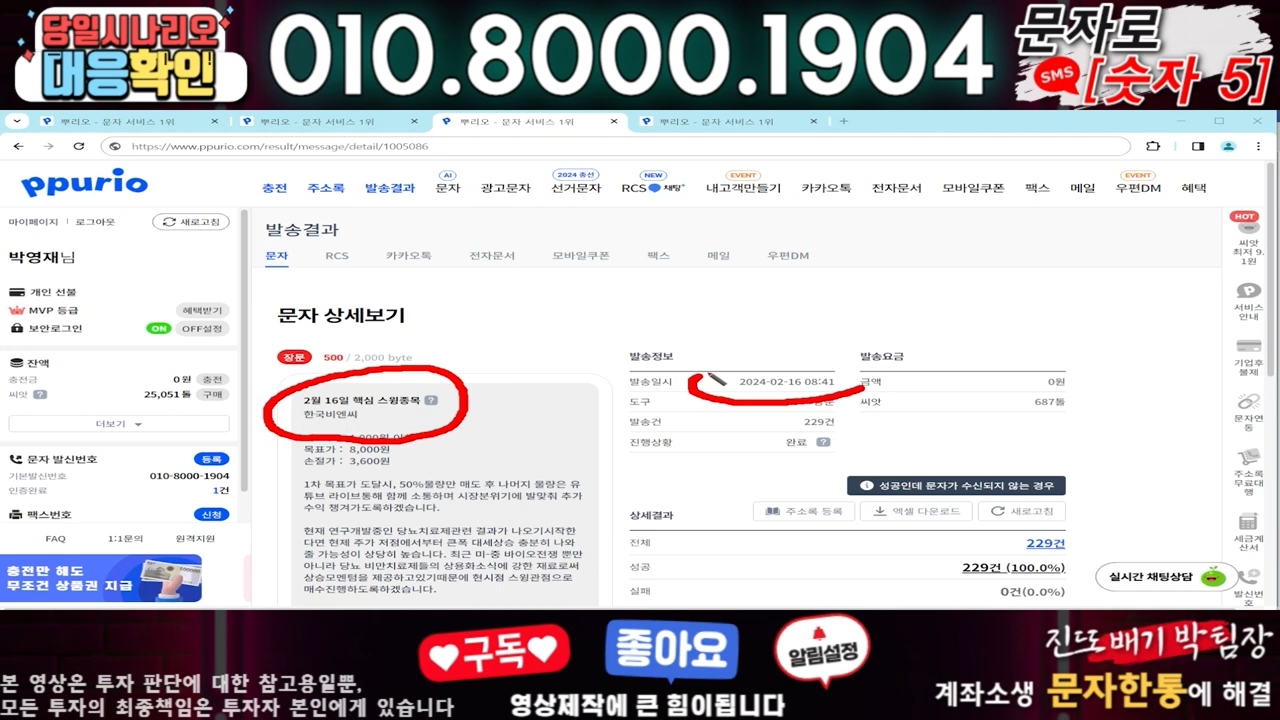 당일시나리오
대응확인
010.8000.1904
문자로
SMS
[숫자 5]
뿌리오 - 문자 서비스 1위
뿌리오 - 문자 서비스 1위
뿌리오 - 문자 서비스 1위
뿌리오 - 문자 서비스 1위
https://www.ppurio.com/result/message/detail/1005086
ppurio
충전
주소록
발송결과
AI
문자
광고문자
2024 총선
선거문자
NEW
RCS 채팅+
EVENT
내고객만들기
카카오톡
전자문서
모바일쿠폰
팩스
메일
EVENT
우편DM
혜택
마이페이지 | 로그아웃
새로고침
박영재님
개인 선불
MVP 등급
혜택받기
보안로그인
ON
OFF설정
잔액
충전금
0원
충전
씨앗 ?
25,051톨
구매
더보기
문자 발신번호
등록
기본발신번호
010-8000-1904
인증완료
1건
팩스번호
신청
FAQ
1:1문의
원격지원
충전만 해도
무조건 상품권 지급
발송결과
문자
RCS
카카오톡
전자문서
모바일쿠폰
팩스
메일
우편DM
문자 상세보기
장문
500 / 2,000 byte
2월 16일 핵심 스윙종목 ?
한국비엔씨
목표가 : 8,000원
손절가 : 3,600원
1차 목표가 도달시, 50%물량만 매도 후 나머지 물량은 유
튜브 라이브통해 함께 소통하며 시장분위기에 발맞춰 추가
수익 챙겨가도록하겠습니다.
현재 연구개발중인 당뇨치료제관련 결과가 나오기시작한
다면 현재 주가 저점에서부터 큰폭 대세상승 충분히 나와
줄 가능성이 상당히 높습니다. 최근 미-중 바이오전쟁 뿐만
아니라 당뇨 비만치료제들의 상용화소식에 강한 재료로써
상승모멘텀을 제공하고있기때문에 현시점 스윙관점으로
매수진행하도록하겠습니다.
발송정보
발송일시
2024-02-16 08:41
도구
발송건
229건
진행상황
완료 ?
발송요금
금액
0원
씨앗
687톨
성공인데 문자가 수신되지 않는 경우
상세결과
주소록 등록
엑셀 다운로드
새로고침
전체
229건
성공
229건 (100.0%)
실패
0건(0.0%)
HOT
씨앗
최저 9.
1원
서비스
안내
기업후
불제
문자연
동
주소록
무료대
행
세금계
산서
발신번
호
실시간 채팅상담
본 영상은 투자 판단에 대한 참고용일뿐,
모든 투자의 최종책임은 투자자 본인에게 있습니다
구독
좋아요
알림설정
영상제작에 큰 힘이됩니다
진또배기 박팀장
계좌소생 문자한통에 해결